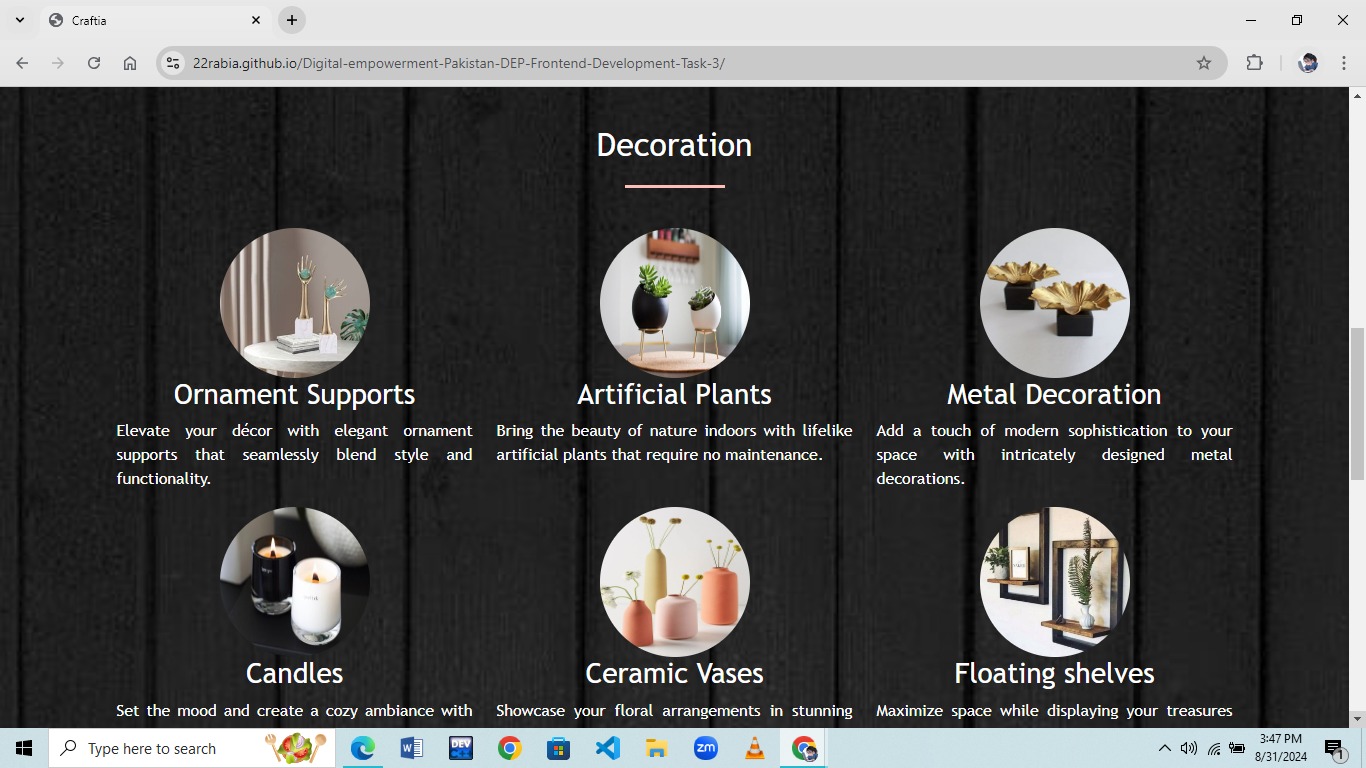 Craftia
22rabia.github.io/Digital-empowerment-Pakistan-DEP-Frontend-Development-Task-3/
Decoration
Ornament Supports
Elevate your décor with elegant ornament
supports that seamlessly blend style and
functionality.
Artificial Plants
Bring the beauty of nature indoors with lifelike
artificial plants that require no maintenance.
Metal Decoration
Add a touch of modern sophistication to your
space with intricately designed metal
decorations.
Candles
Set the mood and create a cozy ambiance with
Ceramic Vases
Showcase your floral arrangements in stunning
Floating shelves
Maximize space while displaying your treasures
Type here to search
DEV
zm
3:47 PM
8/31/2024
1